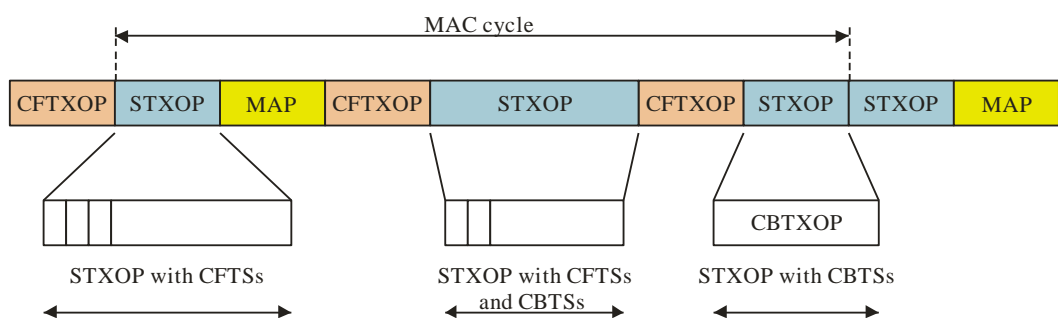 MAC cycle
CFTXOP STXOP MAP CFTXOP STXOP CFTXOP STXOP STXOP MAP
CBTXOP
STXOP with CFTSs
STXOP with CFTSs
and CBTSs
STXOP with CBTSs